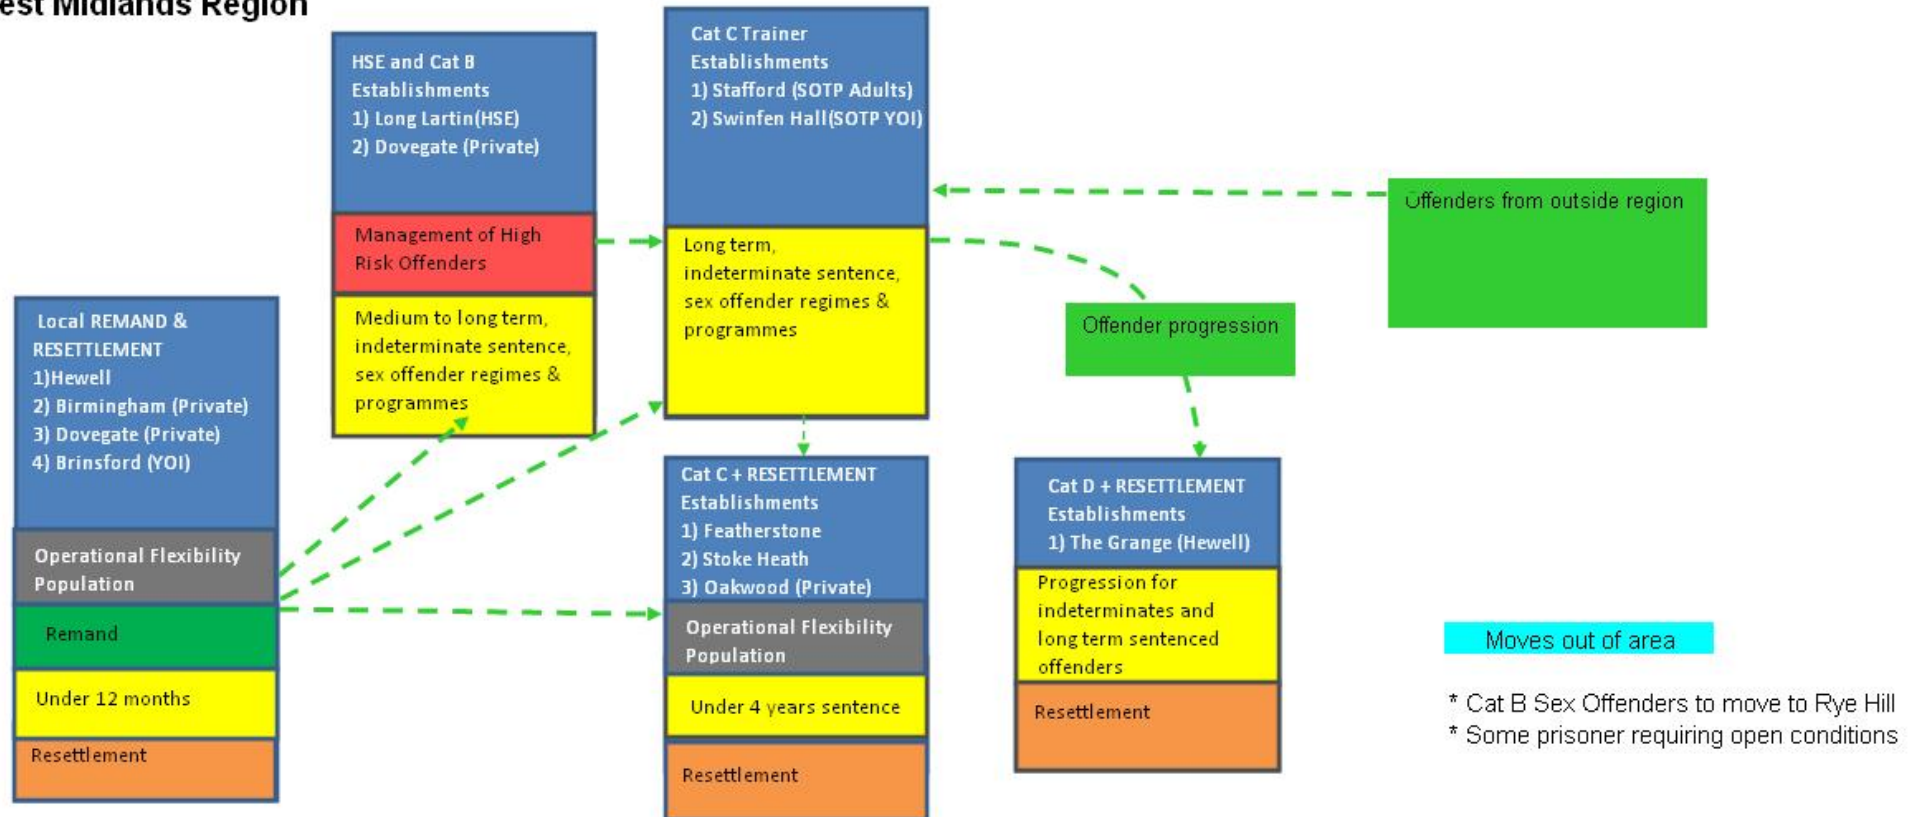 est Midlands Region
HSE and Cat B
Establishments
1) Long Lartin(HSE)
2) Dovegate (Private)
Management of High
Risk Offenders
Medium to long term,
indeterminate sentence,
sex offender regimes &
programmes
Cat C Trainer
Establishments
1) Stafford (SOTP Adults)
2) Swinfen Hall(SOTP YOI)
Long term,
indeterminate sentence,
sex offender regimes &
programmes
Offenders from outside region
Offender progression
Local REMAND &
RESETTLEMENT
1)Hewell
2) Birmingham (Private)
3) Dovegate (Private)
4) Brinsford (YOI)
Operational Flexibility
Population
Remand
Under 12 months
Resettlement
Cat C + RESETTLEMENT
Establishments
1) Featherstone
2) Stoke Heath
3) Oakwood (Private)
Operational Flexibility
Population
Under 4 years sentence
Resettlement
Cat D + RESETTLEMENT
Establishments
1) The Grange (Hewell)
Progression for
indeterminates and
long term sentenced
offenders
Resettlement
Moves out of area
* Cat B Sex Offenders to move to Rye Hill
* Some prisoner requiring open conditions